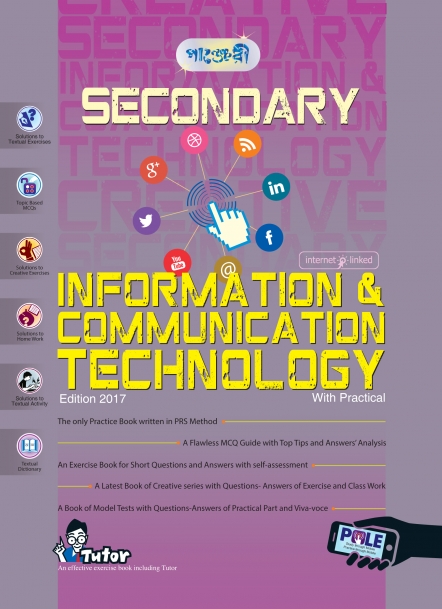 পাঞ্জেরী
SECONDARY
Solutions to
Textual Exercises
Topic Based
MCQs
Solutions to
Creative Exercises
Solutions to
Home Work
Solutions to
Textual Activity
Textual
Dictionary
g+
in
f
You
Tube
@
internet linked
INFORMATION &
COMMUNICATION
TECHNOLOGY
Edition 2017
With Practical
The only Practice Book written in PRS Method
A Flawless MCQ Guide with Top Tips and Answers' Analysis
An Exercise Book for Short Questions and Answers with self-assessment
A Latest Book of Creative series with Questions- Answers of Exercise and Class Work
A Book of Model Tests with Questions-Answers of Practical Part and Viva-voce
Tutor
An effective exercise book including Tutor